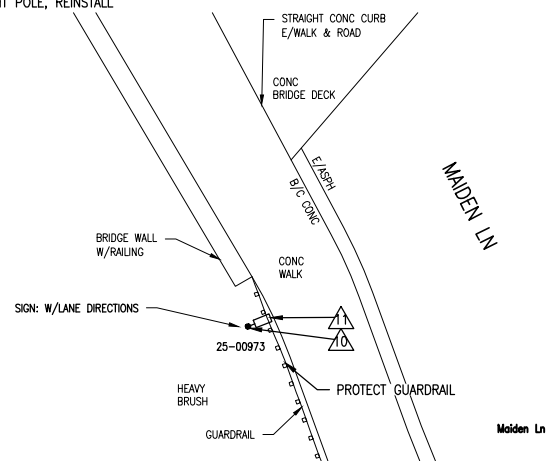 T POLE, REINSTALL
STRAIGHT CONC CURB
E/WALK & ROAD
CONC
BRIDGE DECK
E/ASPH
B/C CONC
MAIDEN LN
BRIDGE WALL
W/RAILING
CONC
WALK
SIGN: W/LANE DIRECTIONS
11
10
25-00973
HEAVY
BRUSH
PROTECT GUARDRAIL
GUARDRAIL
Maiden Ln